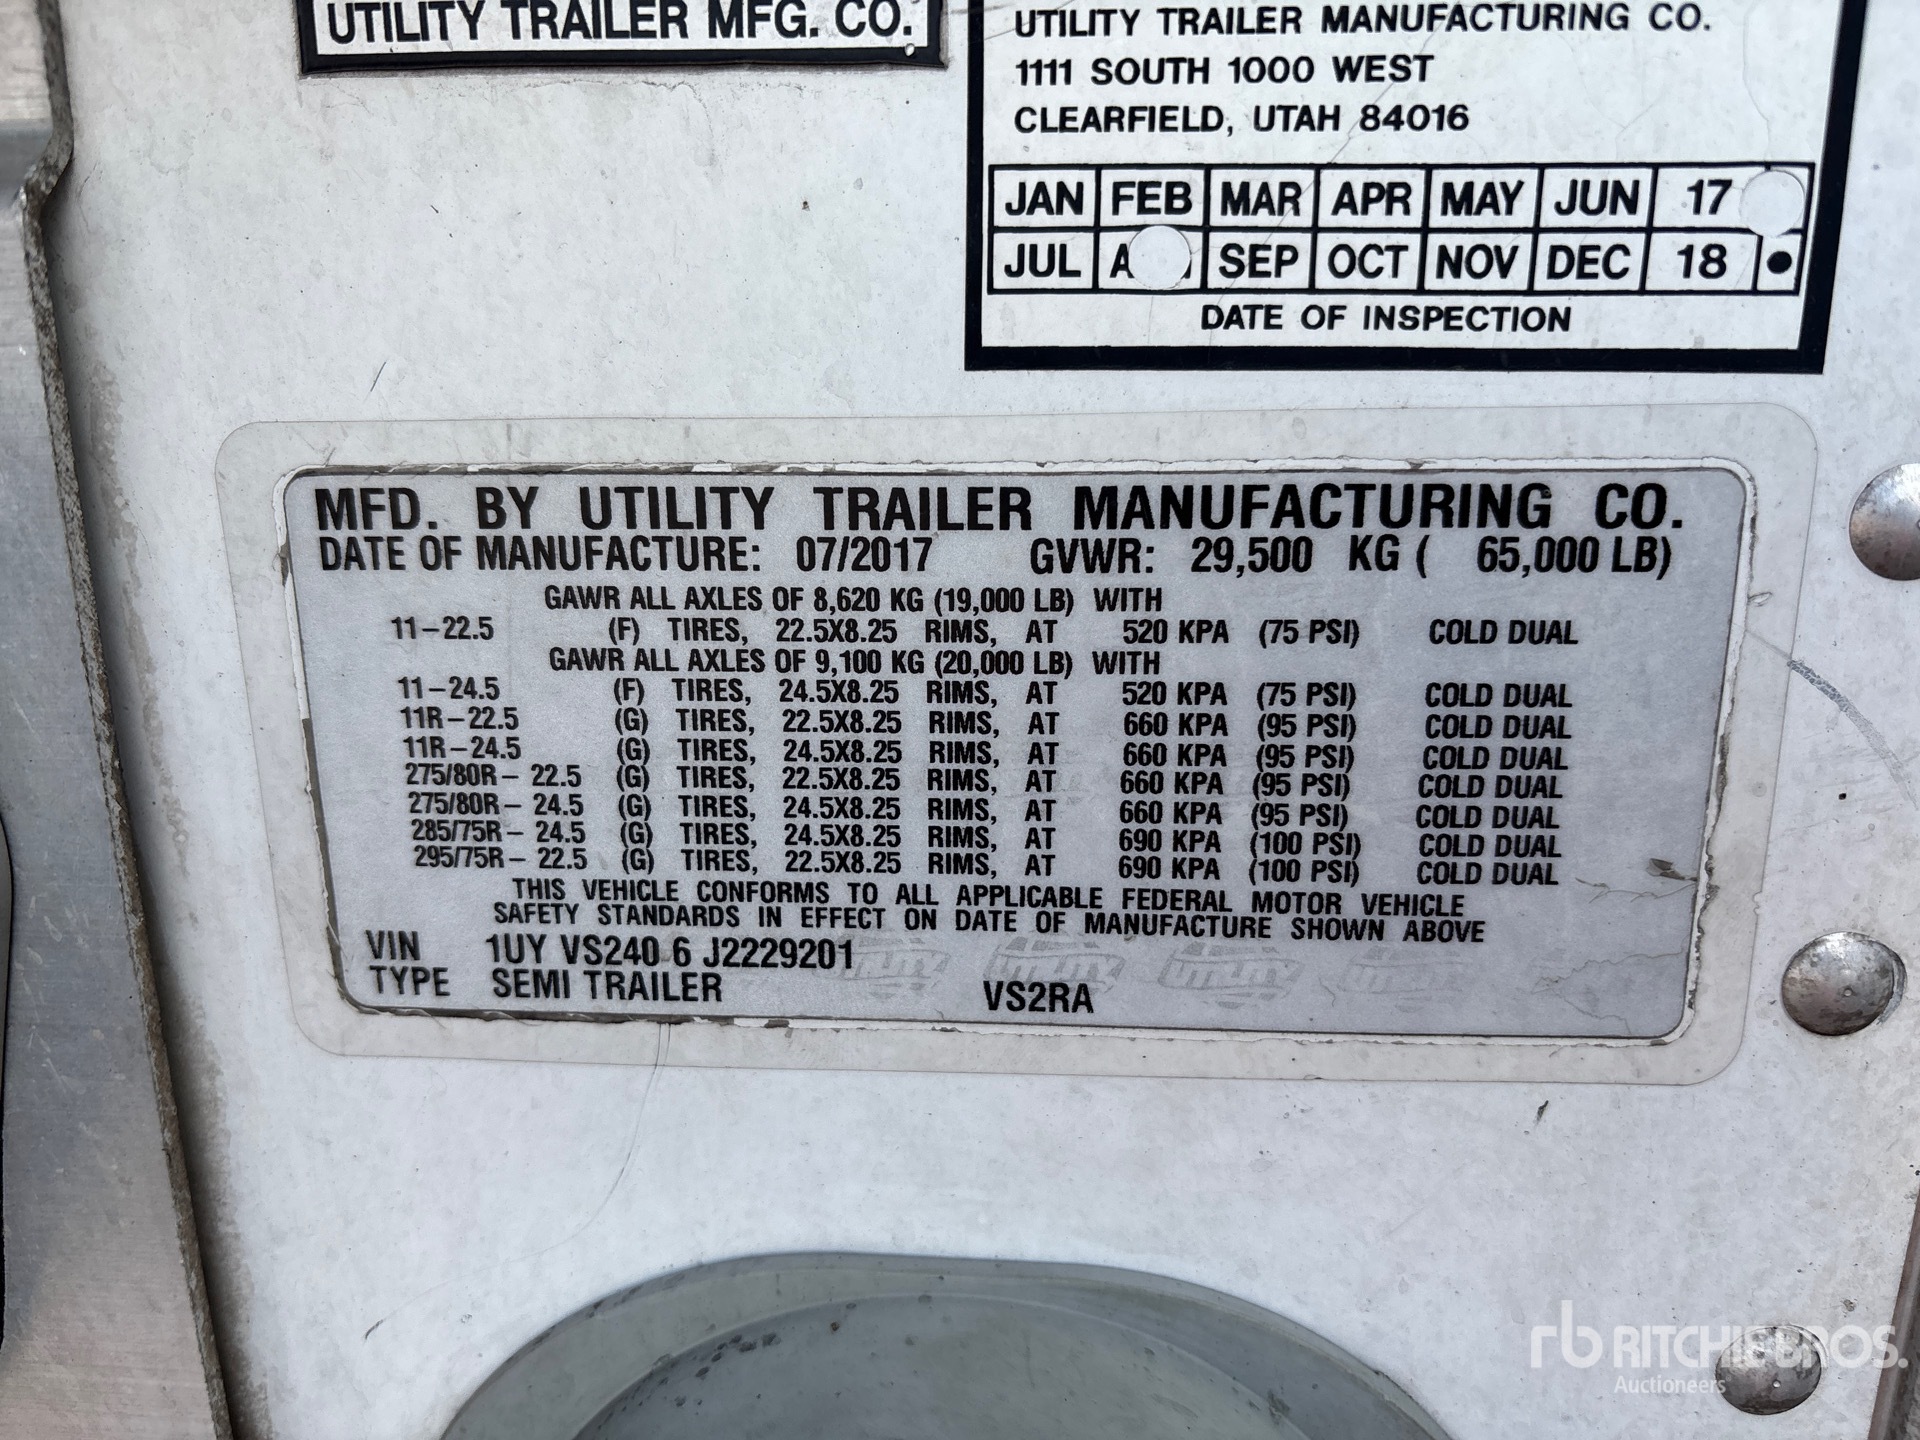 UTILITY TRAILER MFG. CO.
UTILITY TRAILER MANUFACTURING CO.
1111 SOUTH 1000 WEST
CLEARFIELD, UTAH 84016
JAN FEB MAR APR MAY JUN 17
JUL A SEP OCT NOV DEC 18
DATE OF INSPECTION
MFD. BY UTILITY TRAILER MANUFACTURING CO.
DATE OF MANUFACTURE: 07/2017 GVWR: 29,500 KG ( 65,000 LB)
GAWR ALL AXLES OF 8,620 KG (19,000 LB) WITH
11-22.5 (F) TIRES, 22.5X8.25 RIMS, AT 520 KPA (75 PSI) COLD DUAL
GAWR ALL AXLES OF 9,100 KG (20,000 LB) WITH
11-24.5 (F) TIRES, 24.5X8.25 RIMS, AT 520 KPA (75 PSI) COLD DUAL
11R-22.5 (G) TIRES, 22.5X8.25 RIMS, AT 660 KPA (95 PSI) COLD DUAL
11R-24.5 (G) TIRES, 24.5X8.25 RIMS, AT 660 KPA (95 PSI) COLD DUAL
275/80R- 22.5 (G) TIRES, 22.5X8.25 RIMS, AT 660 KPA (95 PSI) COLD DUAL
275/80R- 24.5 (G) TIRES, 24.5X8.25 RIMS, AT 660 KPA (95 PSI) COLD DUAL
285/75R- 24.5 (G) TIRES, 24.5X8.25 RIMS, AT 690 KPA (100 PSI) COLD DUAL
295/75R- 22.5 (G) TIRES, 22.5X8.25 RIMS, AT 690 KPA (100 PSI) COLD DUAL
THIS VEHICLE CONFORMS TO ALL APPLICABLE FEDERAL MOTOR VEHICLE
SAFETY STANDARDS IN EFFECT ON DATE OF MANUFACTURE SHOWN ABOVE
VIN 1UY VS240 6 J2229201
UTILITY UTILITY UTILITY UTILITY
TYPE SEMI TRAILER VS2RA
rb RITCHIE BROS.
Auctioneers